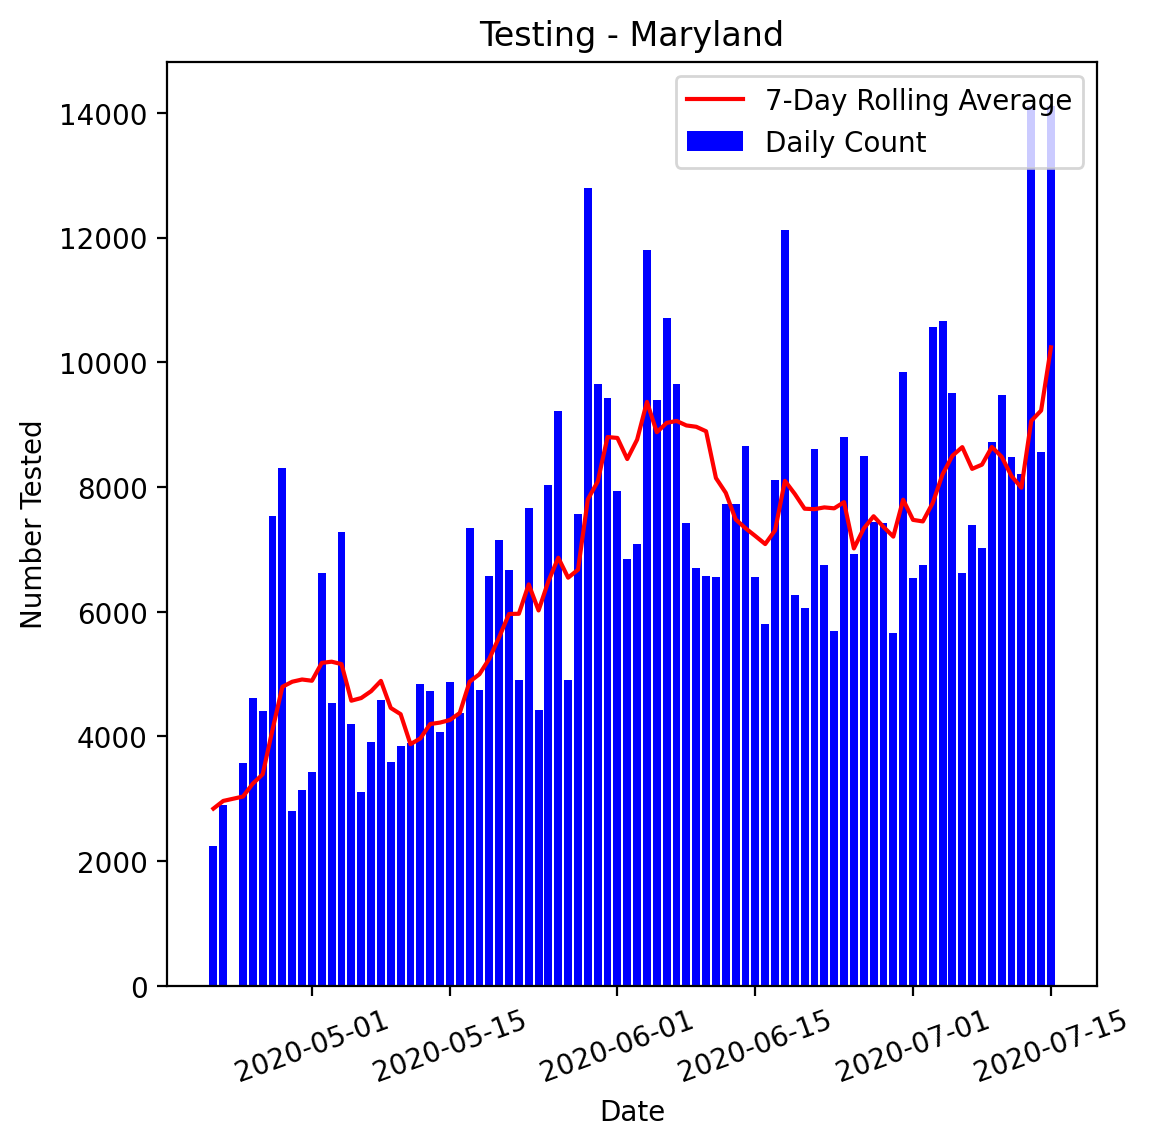 Testing - Maryland
7-Day Rolling Average
Daily Count
14000
12000
10000
8000
6000
4000
2000
0
Number Tested
2020-05-01
2020-05-15
2020-06-01
2020-06-15
2020-07-01
2020-07-15
Date